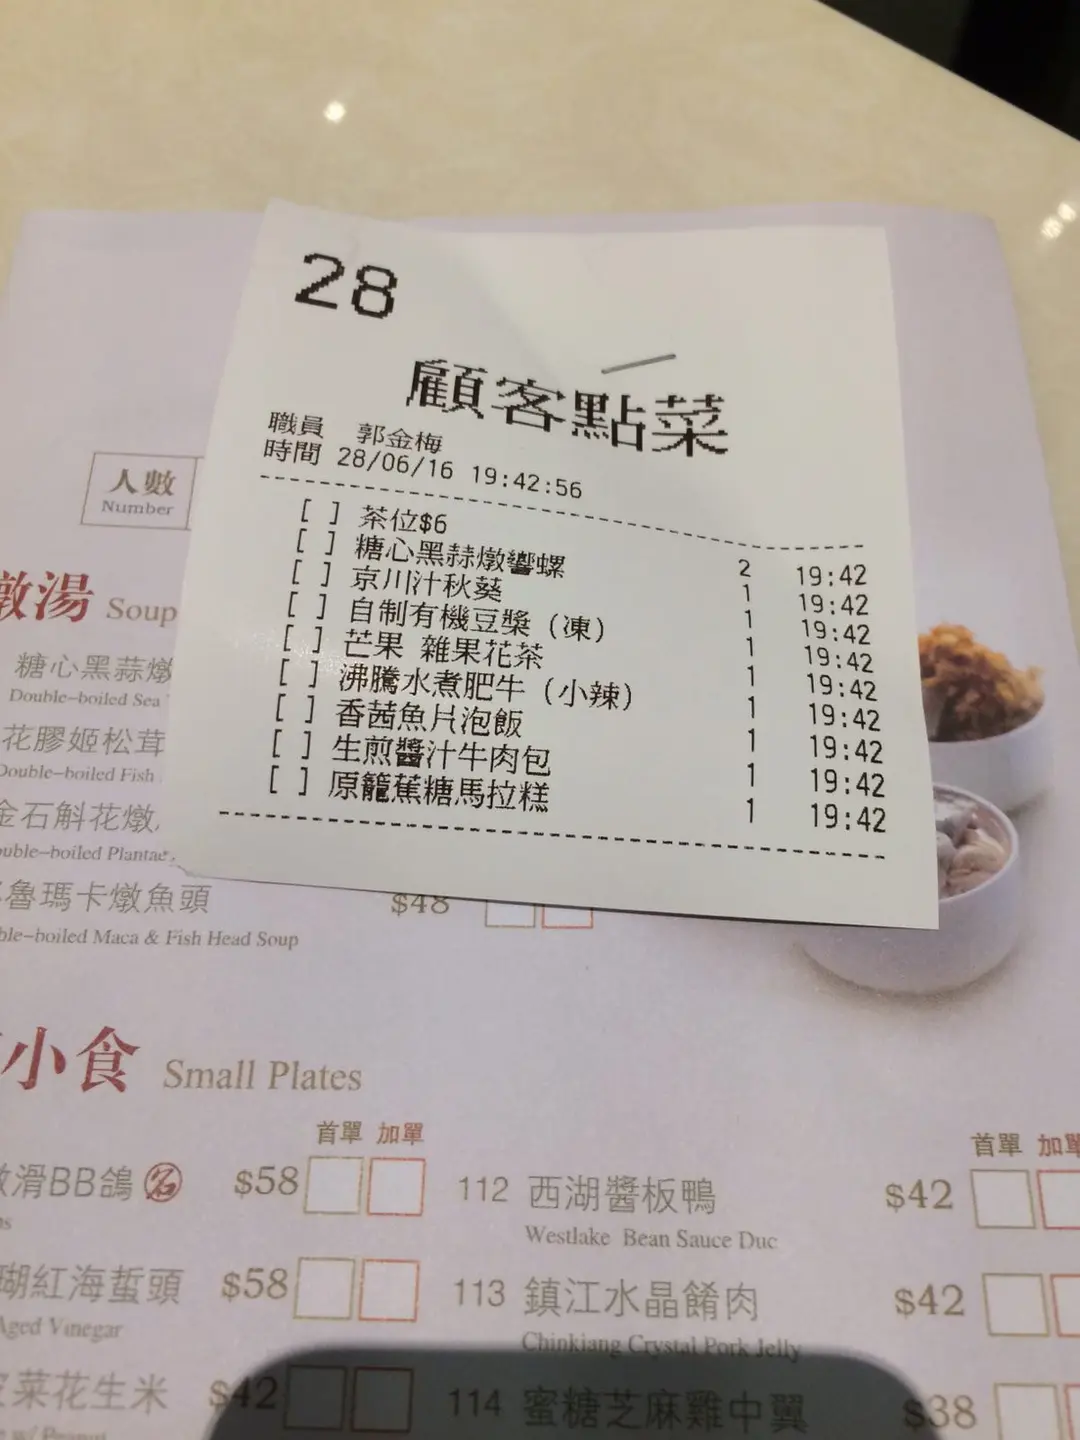 28
顧客點菜
職員 郭金梅
時間 28/06/16 19:42:56
[ ] 茶位$6 2 19:42
[ ] 糖心黑蒜燉響螺 1 19:42
[ ] 京川汁秋葵 1 19:42
[ ] 自制有機豆漿 (凍) 1 19:42
[ ] 芒果 雜果花茶 1 19:42
[ ] 沸騰水煮肥牛 (小辣) 1 19:42
[ ] 香茜魚片泡飯 1 19:42
[ ] 生煎醬汁牛肉包 1 19:42
[ ] 原籠蕉糖馬拉糕 1 19:42
人數
Number
燉湯 Soup
糖心黑蒜燉
Double-boiled Sea
花膠姬松茸
Double-boiled Fish
金石斛花燉
Double-boiled Plantae
魯瑪卡燉魚頭 $48
ble-boiled Maca & Fish Head Soup
小食 Small Plates
首單 加單 首單 加單
滑BB鴿 名 $58
112 西湖醬板鴨 $42
Westlake Bean Sauce Duc
瑚紅海蜇頭 $58
Aged Vinegar
113 鎮江水晶餚肉 $42
Chinkiang Crystal Pork Jelly
菜花生米 $42
w/ Peanut
114 蜜糖芝麻雞中翼 $38